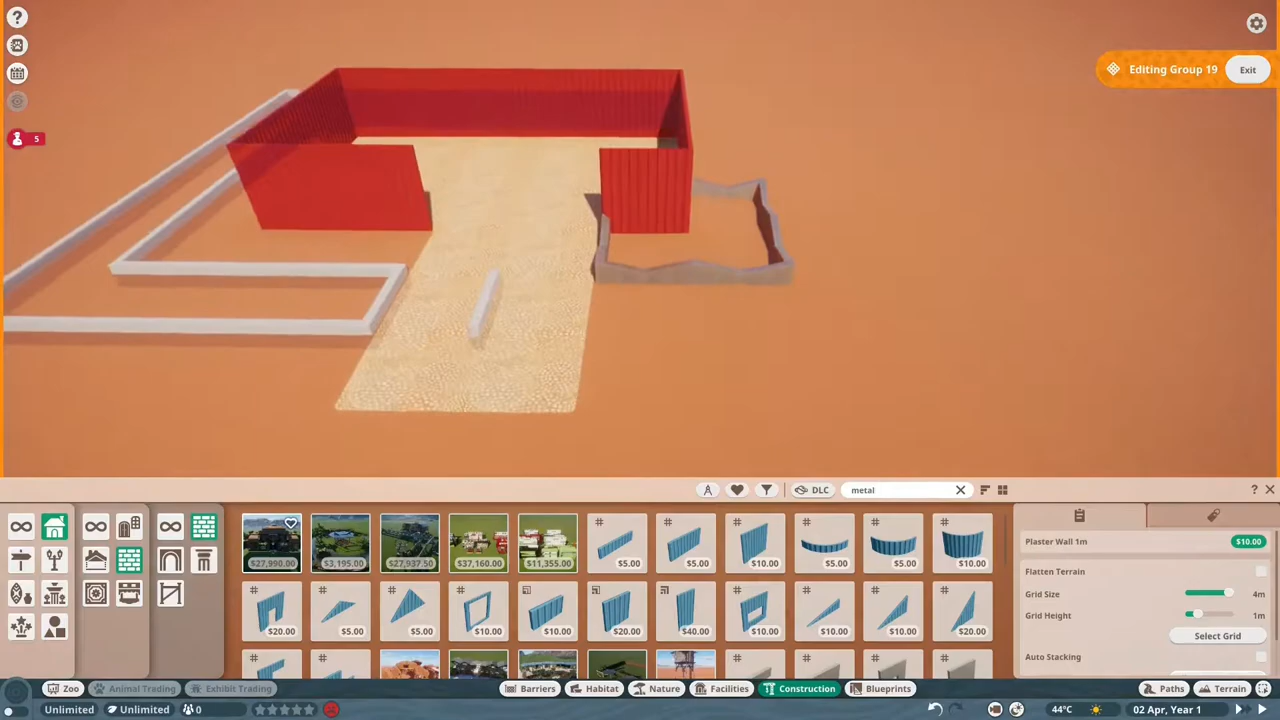 ?
Editing Group 19
Exit
5
DLC
metal
?
$27,990.00
$3,195.00
$27,937.50
$37,160.00
$11,355.00
$5.00
$5.00
$10.00
$5.00
$5.00
$10.00
Plaster Wall 1m
$10.00
Flatten Terrain
Grid Size
4m
Grid Height
1m
Select Grid
$20.00
$5.00
$5.00
$10.00
$10.00
$20.00
$40.00
$10.00
$10.00
$10.00
$20.00
Auto Stacking
Zoo
Animal Trading
Exhibit Trading
Barriers
Habitat
Nature
Facilities
Construction
Blueprints
Paths
Terrain
Unlimited
Unlimited
0
44°C
02 Apr, Year 1